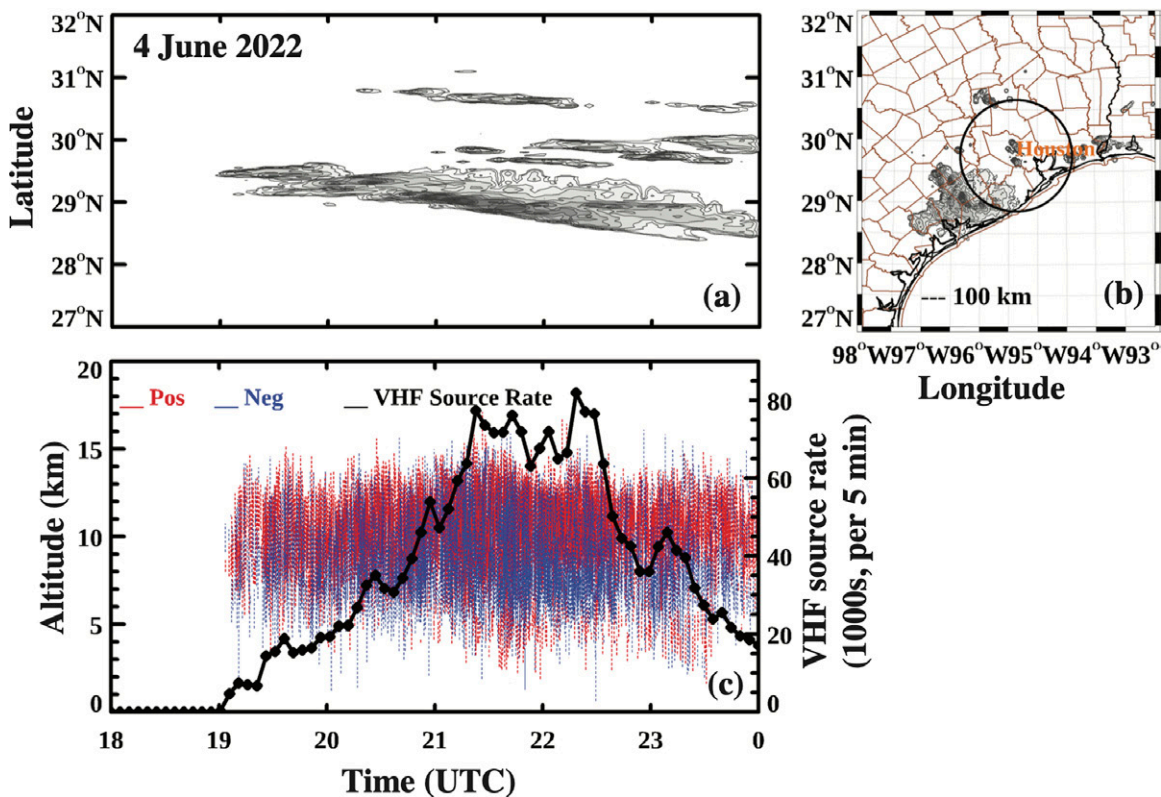 4 June 2022
32°N
31°N
30°N
29°N
28°N
27°N
Latitude
(a)
32°N
31°N
30°N
29°N
28°N
27°N
Houston
100 km
(b)
98°W97°W96°W95°W94°W93°
Longitude
20
15
10
5
0
Altitude (km)
Pos Neg VHF Source Rate
80
60
40
20
0
VHF source rate
(1000s, per 5 min)
(c)
18 19 20 21 22 23 0
Time (UTC)